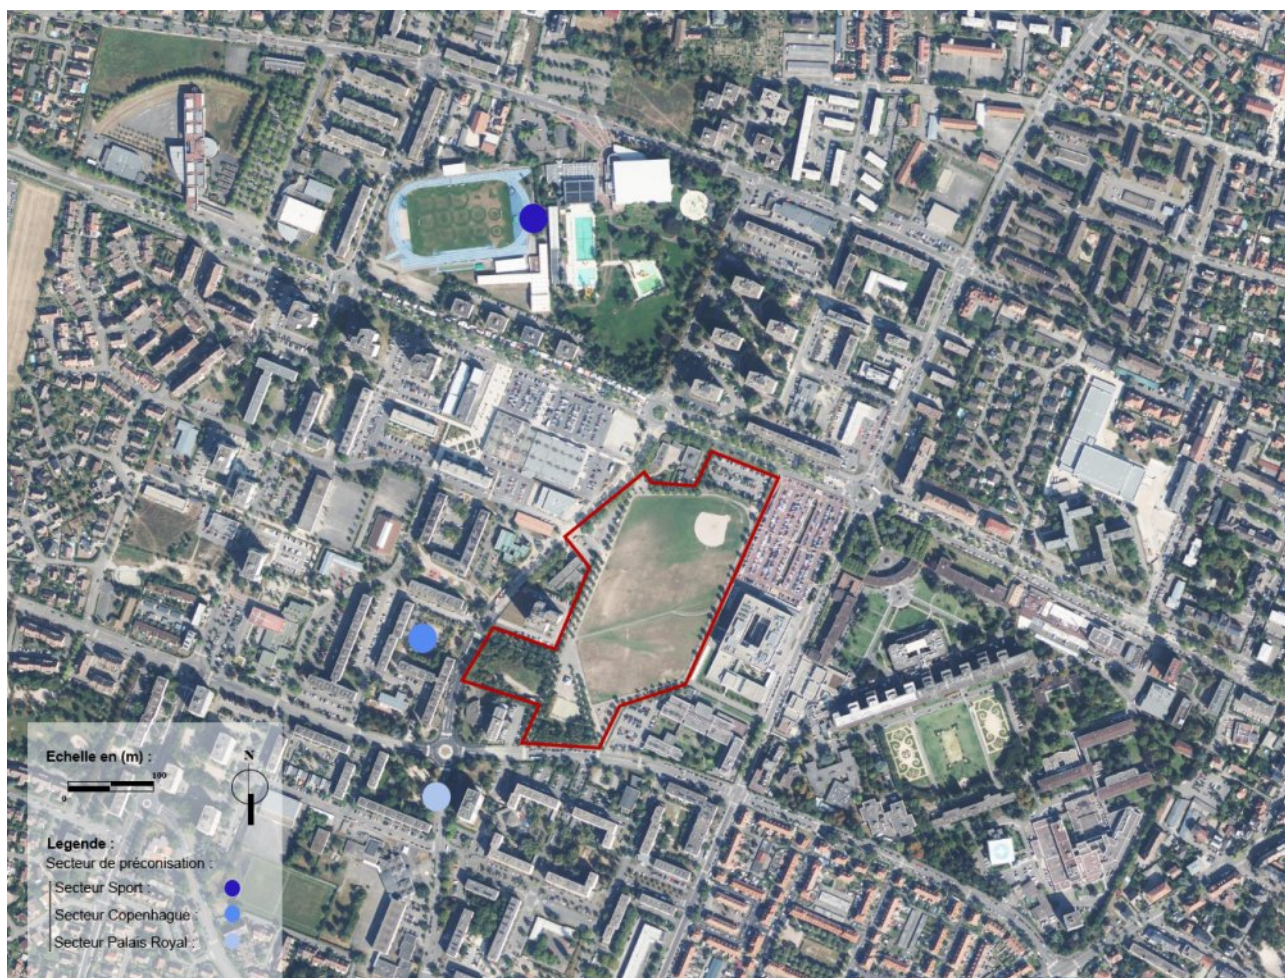 Echelle en (m) :
N
100
0
Legende :
Secteur de préconisation :
Secteur Sport :
Secteur Copenhague :
Secteur Palais Royal :